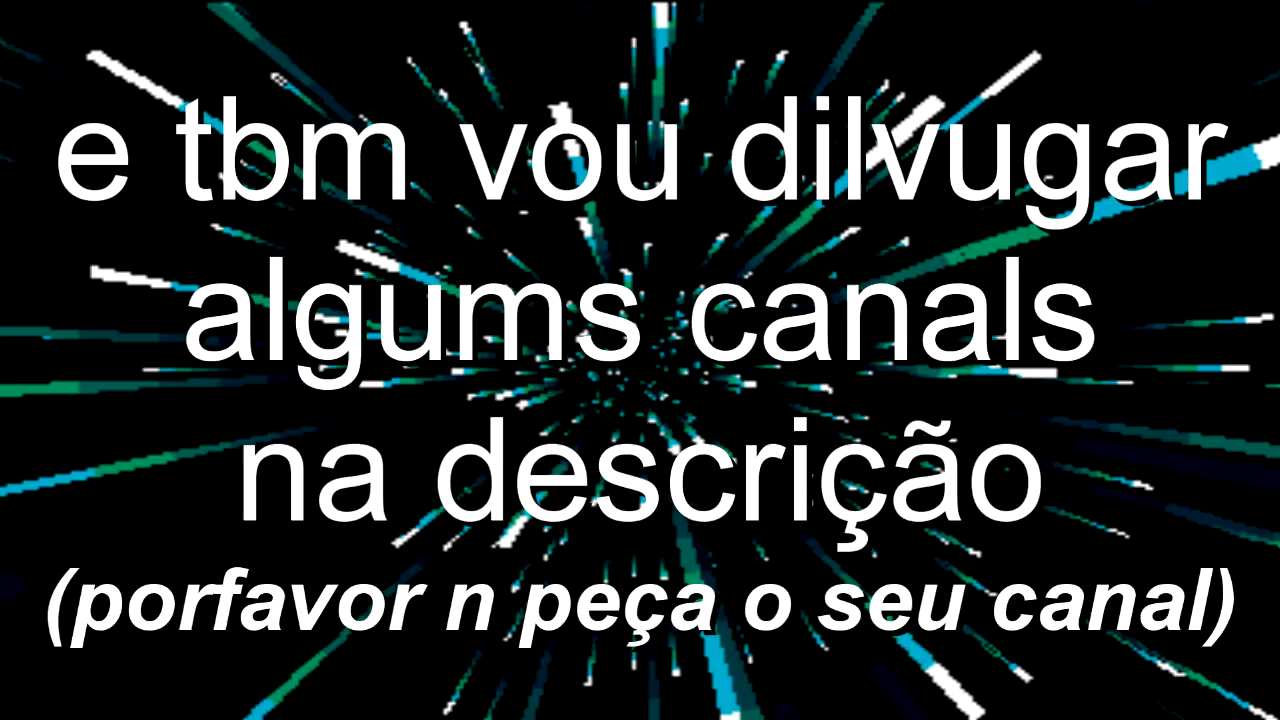 e tbm vou dilvugar
algums canals
na descrição
(porfavor n peça o seu canal)